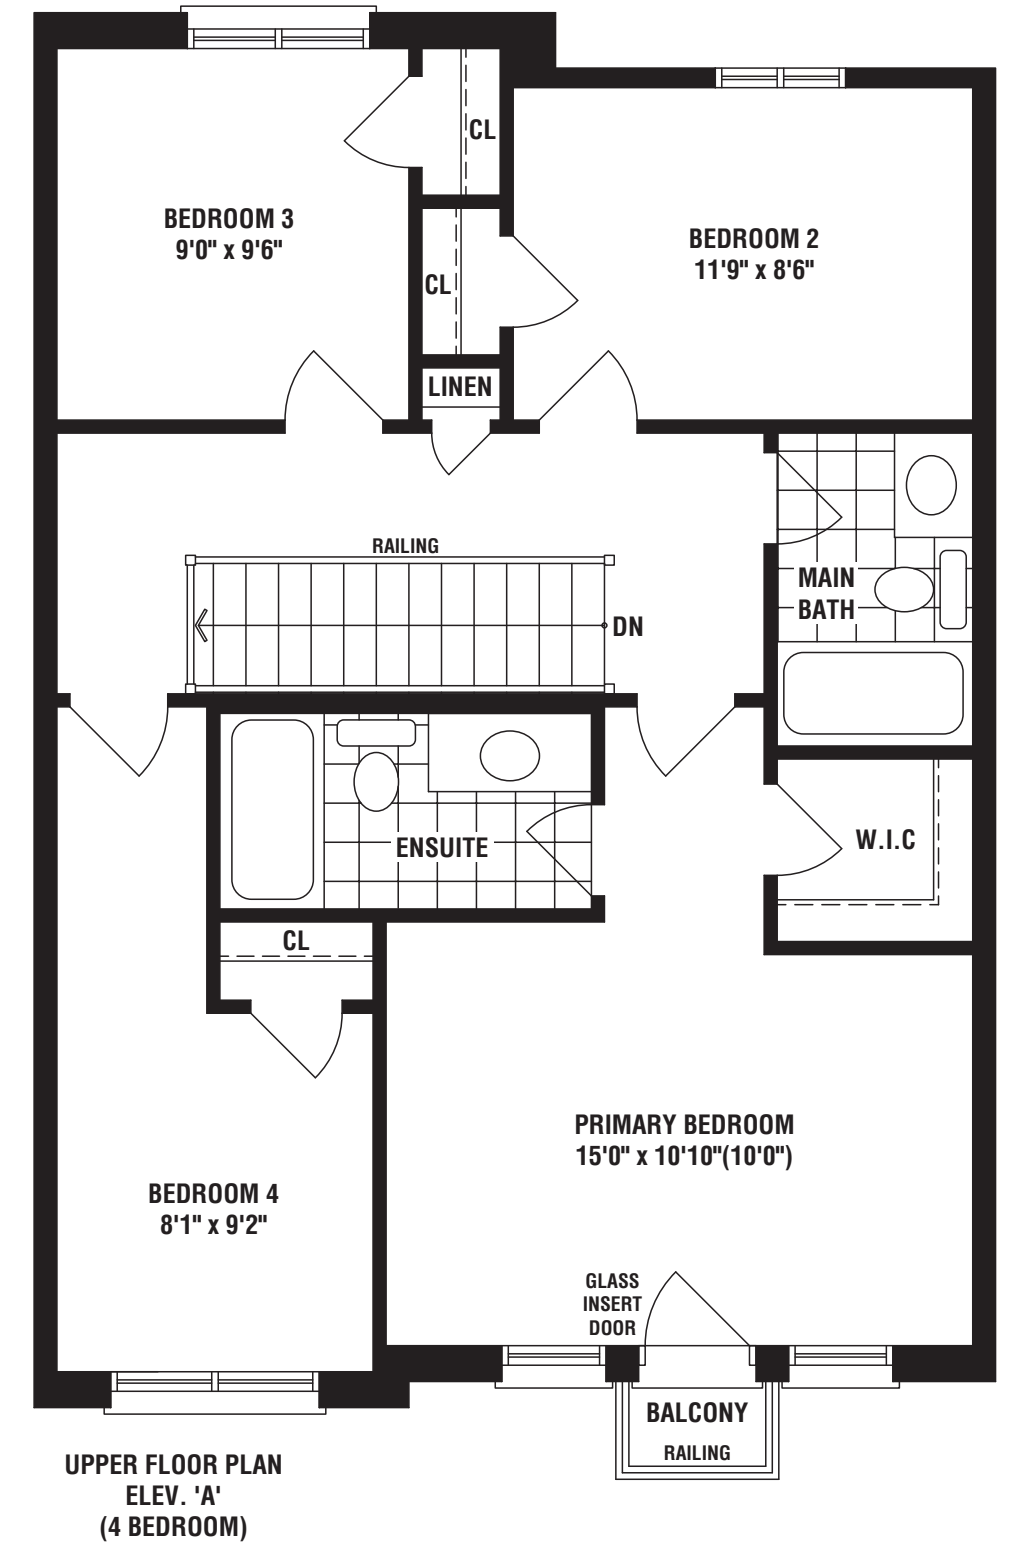 CL
BEDROOM 3
9'0" x 9'6"
BEDROOM 2
11'9" x 8'6"
CL
LINEN
RAILING
MAIN
BATH
DN
ENSUITE
W.I.C
CL
PRIMARY BEDROOM
15'0" x 10'10"(10'0")
BEDROOM 4
8'1" x 9'2"
GLASS
INSERT
DOOR
BALCONY
RAILING
UPPER FLOOR PLAN
ELEV. 'A'
(4 BEDROOM)